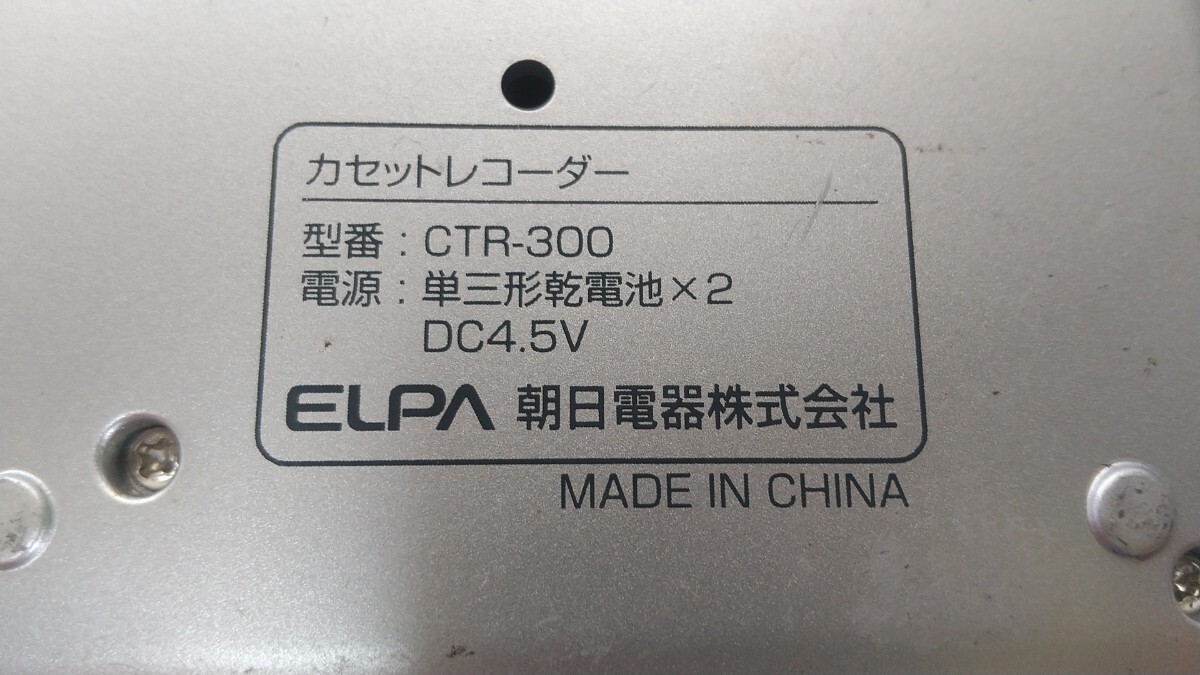 カセットレコーダー
型番 : CTR-300
電源 : 単三形乾電池×2
DC4.5V
ELPA 朝日電器株式会社
MADE IN CHINA